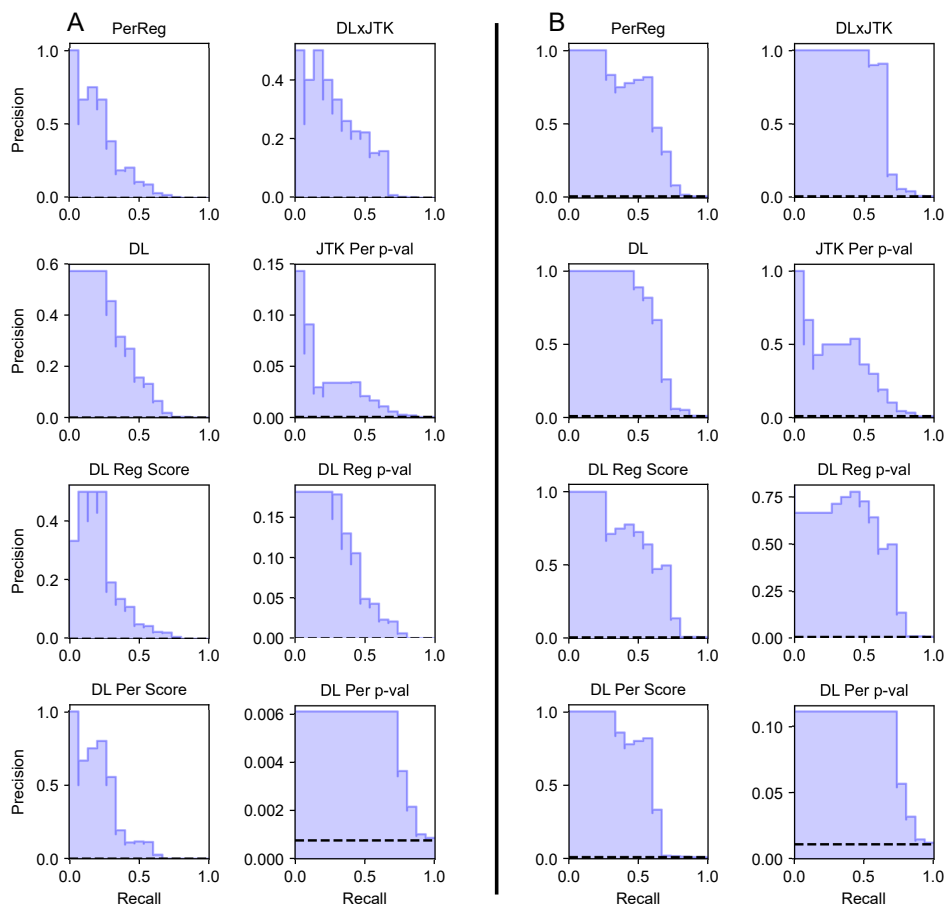 A
B
PerReg
DLxJTK
PerReg
DLxJTK
Precision
1.0
0.5
0.0
0.4
0.2
0.0
1.0
0.5
0.0
1.0
0.5
0.0
0.0 0.5 1.0
0.0 0.5 1.0
0.0 0.5 1.0
0.0 0.5 1.0
DL
JTK Per p-val
DL
JTK Per p-val
Precision
0.6
0.4
0.2
0.0
0.15
0.10
0.05
0.00
1.0
0.5
0.0
1.0
0.5
0.0
0.0 0.5 1.0
0.0 0.5 1.0
0.0 0.5 1.0
0.0 0.5 1.0
DL Reg Score
DL Reg p-val
DL Reg Score
DL Reg p-val
Precision
0.4
0.2
0.0
0.15
0.10
0.05
0.00
1.0
0.5
0.0
0.75
0.50
0.25
0.00
0.0 0.5 1.0
0.0 0.5 1.0
0.0 0.5 1.0
0.0 0.5 1.0
DL Per Score
DL Per p-val
DL Per Score
DL Per p-val
Precision
1.0
0.5
0.0
0.006
0.004
0.002
0.000
1.0
0.5
0.0
0.10
0.05
0.00
0.0 0.5 1.0
0.0 0.5 1.0
0.0 0.5 1.0
0.0 0.5 1.0
Recall
Recall
Recall
Recall